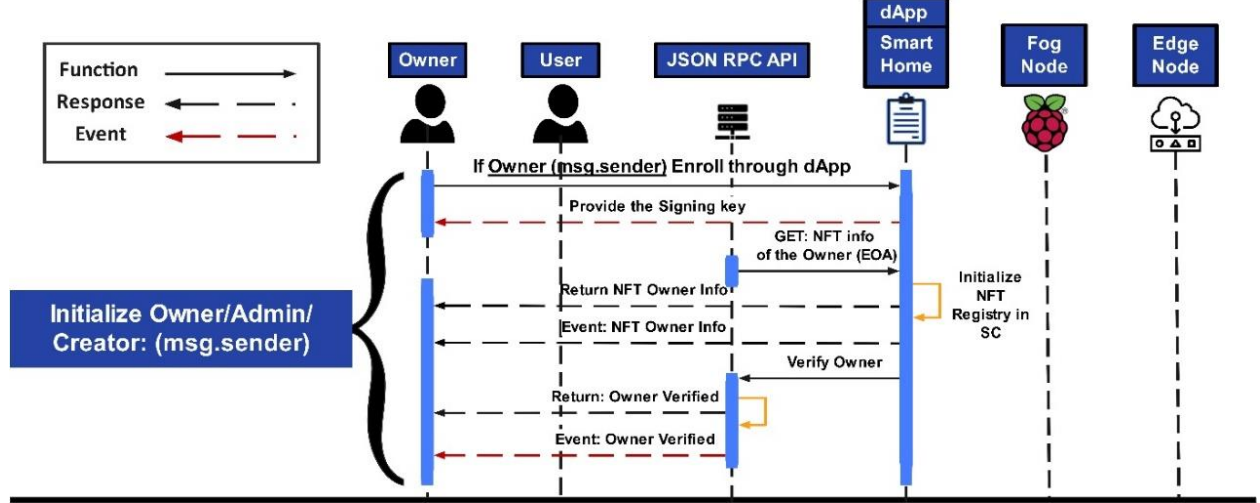 dApp
Smart
Home
Owner
User
JSON RPC API
Fog
Node
Edge
Node
Function
Response
Event
If Owner (msg.sender) Enroll through dApp
Provide the Signing key
GET: NFT info
of the Owner (EOA)
Initialize
NFT
Registry in
SC
Return NFT Owner Info
Event: NFT Owner Info
Initialize Owner/Admin/
Creator: (msg.sender)
Verify Owner
Return: Owner Verified
Event: Owner Verified